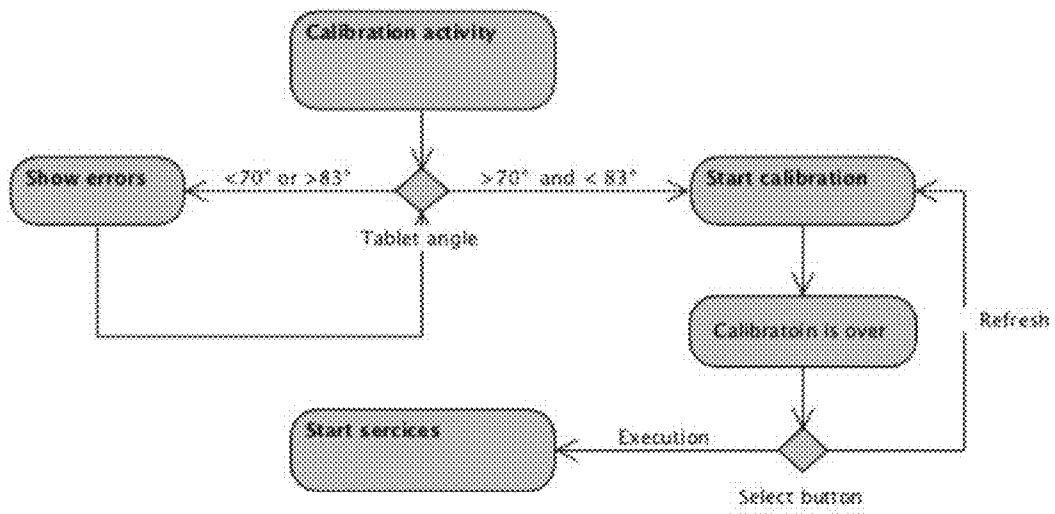 Calibration activity
Show errors
<70° or >83°
>70° and < 83°
Start calibration
Tablet angle
Calibratoin is over
Refresh
Start sercices
Execution
Select button